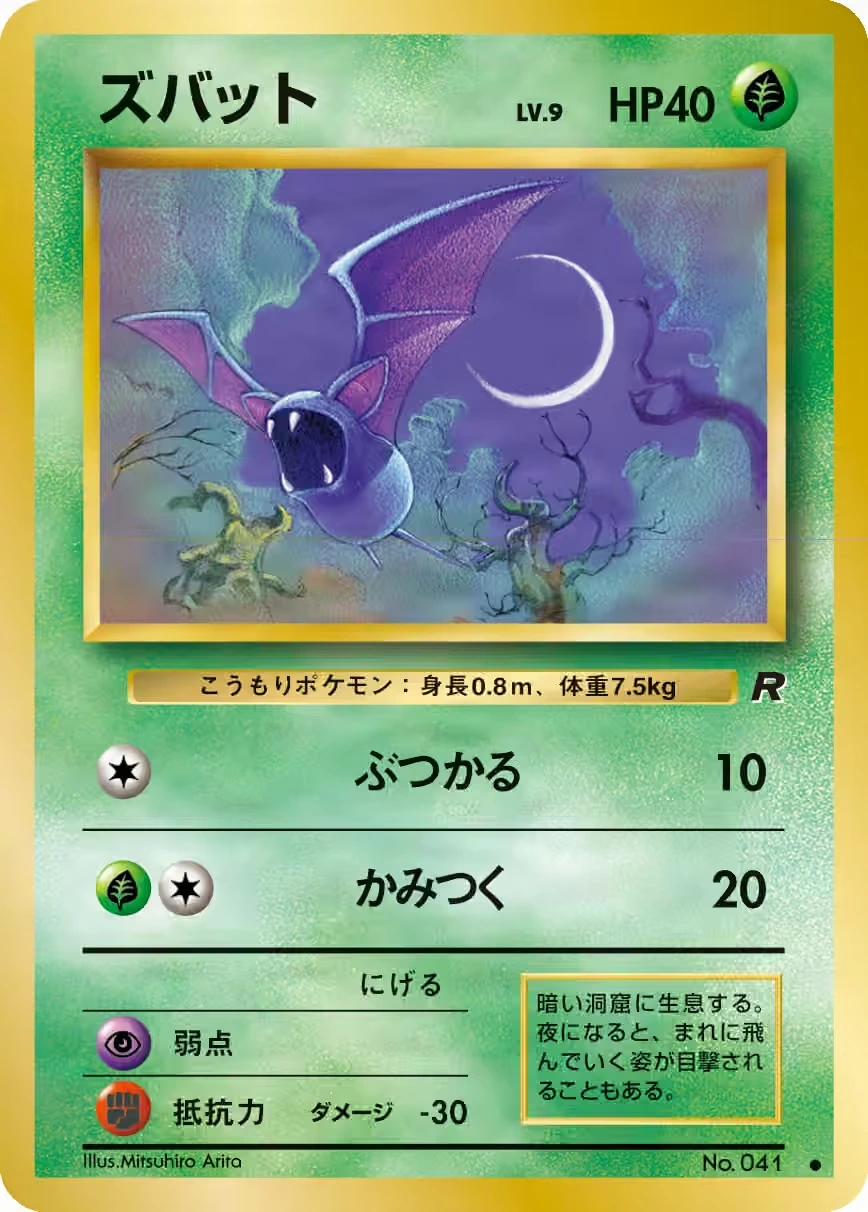 ズバット LV.9 HP40
こうもりポケモン：身長0.8m、体重7.5kg R
ぶつかる 10
かみつく 20
にげる
弱点
抵抗力 ダメージ -30
暗い洞窟に生息する。
夜になると、まれに飛
んでいく姿が目撃され
ることもある。
Illus.Mitsuhiro Arita No. 041